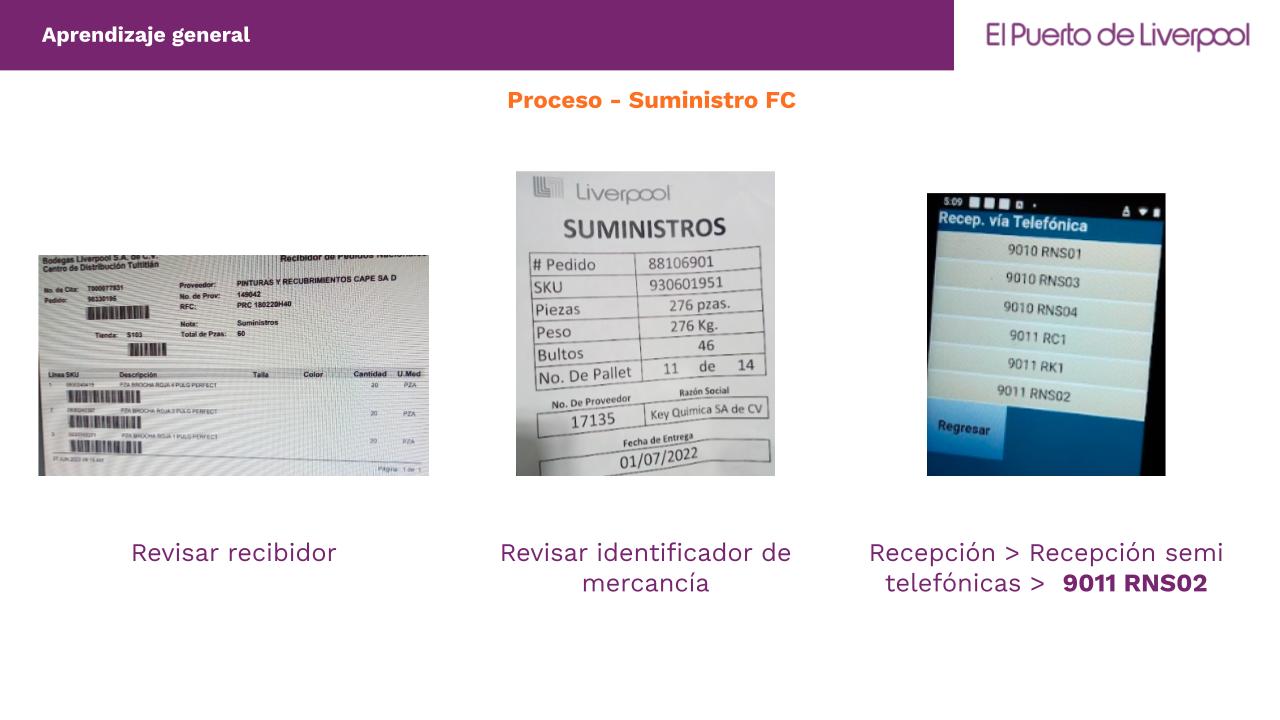 Aprendizaje general
El Puerto de Liverpool
Proceso - Suministro FC
Bodegas Liverpool S.A. de C.V.
Centro de Distribución Tultitlán
Recibidor de Pedidos
No. de Cita: T000077931
Pedido: 98330195
Proveedor: PINTURAS Y RECUBRIMIENTOS CAPE SA D
No. de Prov: 149042
RFC: PRC 180220H40
Nota: Suministros
Tienda: S103
Total de Pzas: 60
Línea SKU Descripción Talla Color Cantidad U.Med
1 PZA BROCHA ROJA 4 PULG PERFECT 20 PZA
2 PZA BROCHA ROJA 3 PULG PERFECT 20 PZA
3 PZA BROCHA ROJA 1 PULG PERFECT 20 PZA
Página: 1 de 1
Liverpool
SUMINISTROS
# Pedido 88106901
SKU 930601951
Piezas 276 pzas.
Peso 276 Kg.
Bultos 46
No. De Pallet 11 de 14
No. De Proveedor Razón Social
17135 Key Quimica SA de CV
Fecha de Entrega
01/07/2022
5:09
Recep. vía Telefónica
9010 RNS01
9010 RNS03
9010 RNS04
9011 RC1
9011 RK1
9011 RNS02
Regresar
Revisar recibidor
Revisar identificador de
mercancía
Recepción > Recepción semi
telefónicas > 9011 RNS02